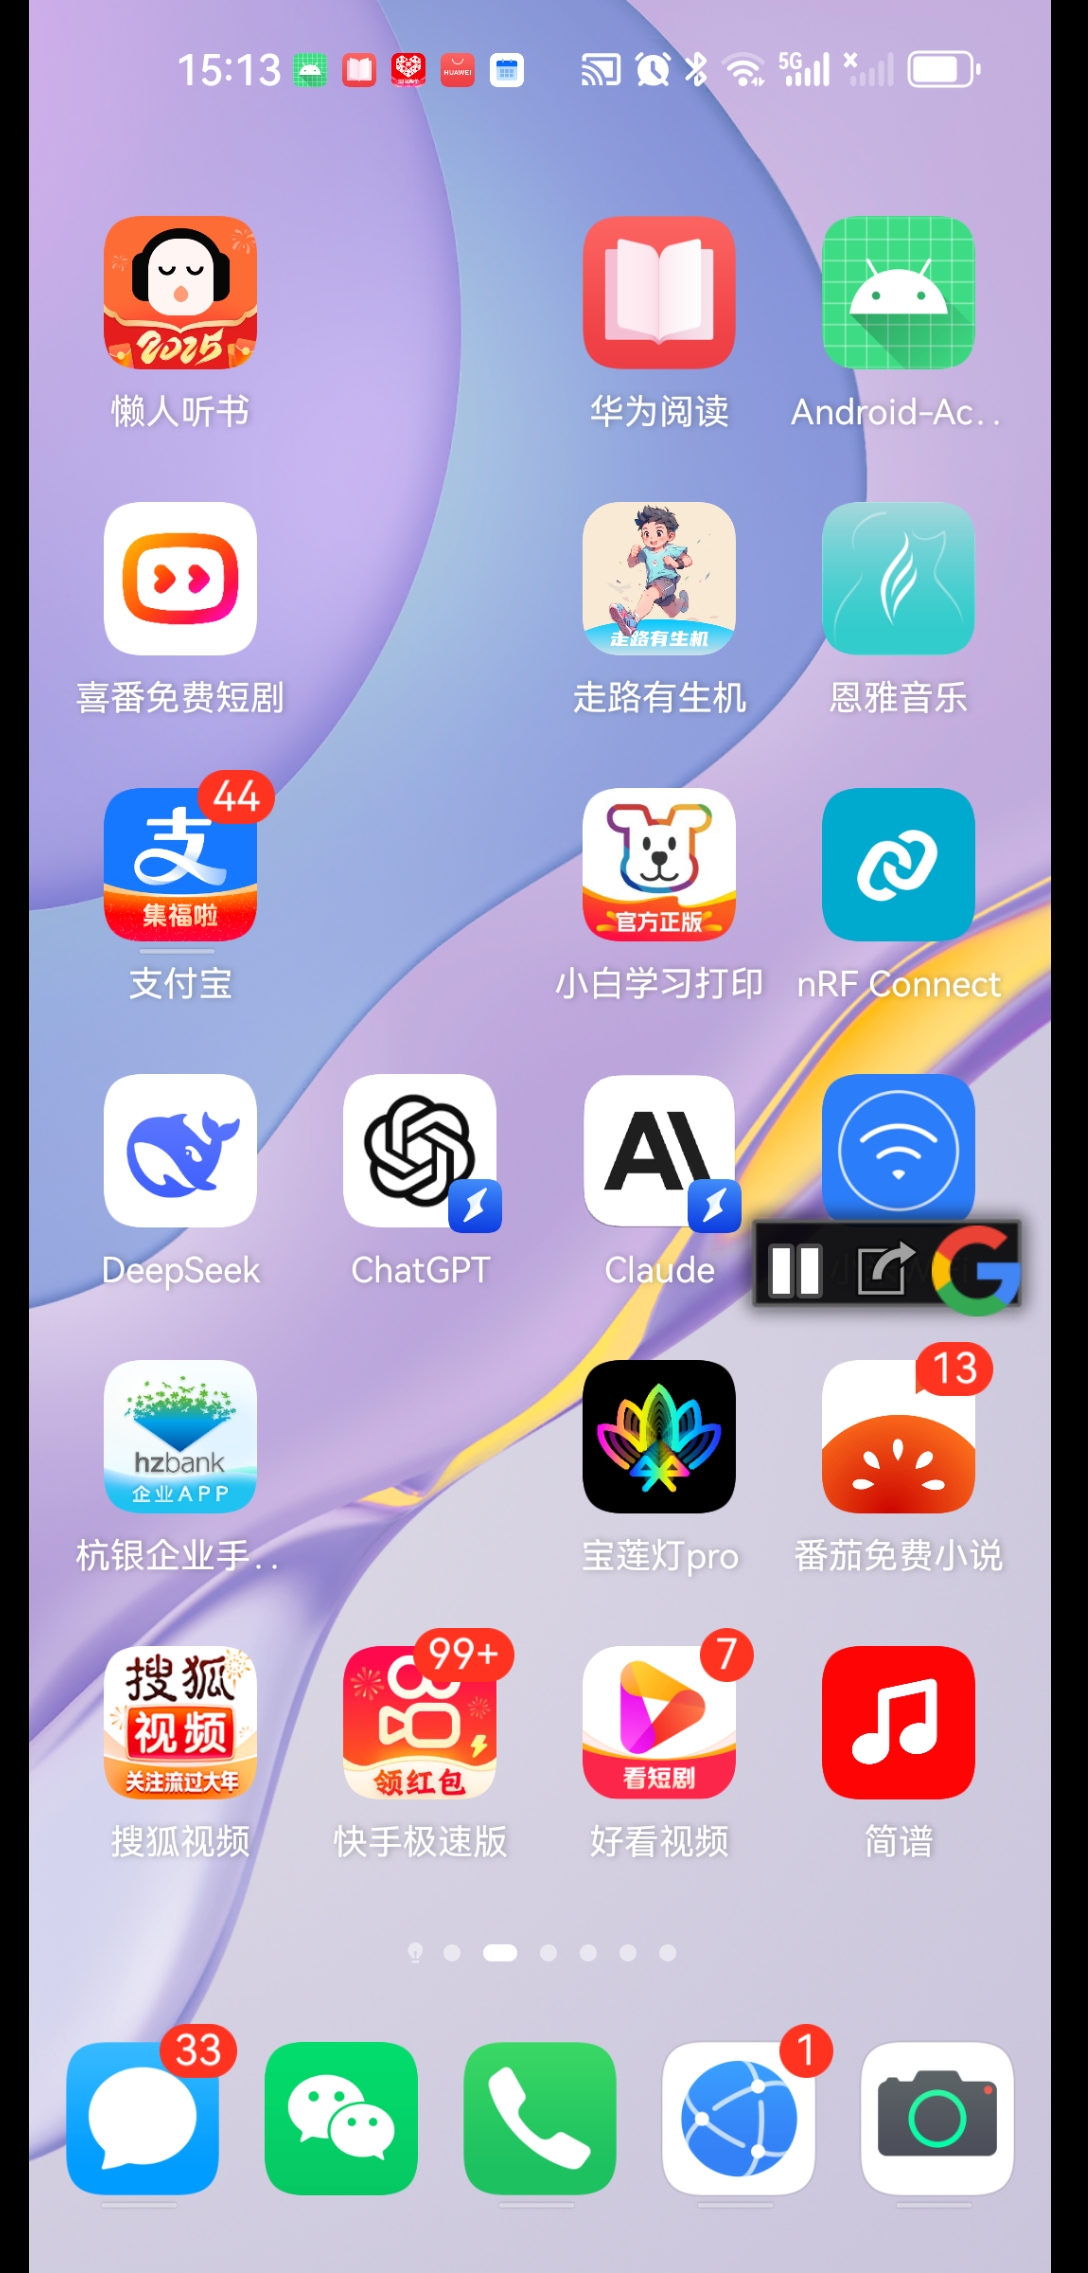 15:13
HUAWEI
5G
2025
懒人听书
华为阅读
Android-Ac..
走路有生机
喜番免费短剧
走路有生机
恩雅音乐
44
支
集福啦
官方正版
支付宝
小白学习打印
nRF Connect
DeepSeek
ChatGPT
Claude
hzbank
企业APP
13
杭银企业手..
宝莲灯pro
番茄免费小说
搜狐
视频
关注流过大年
99+
领红包
7
看短剧
搜狐视频
快手极速版
好看视频
简谱
33
1